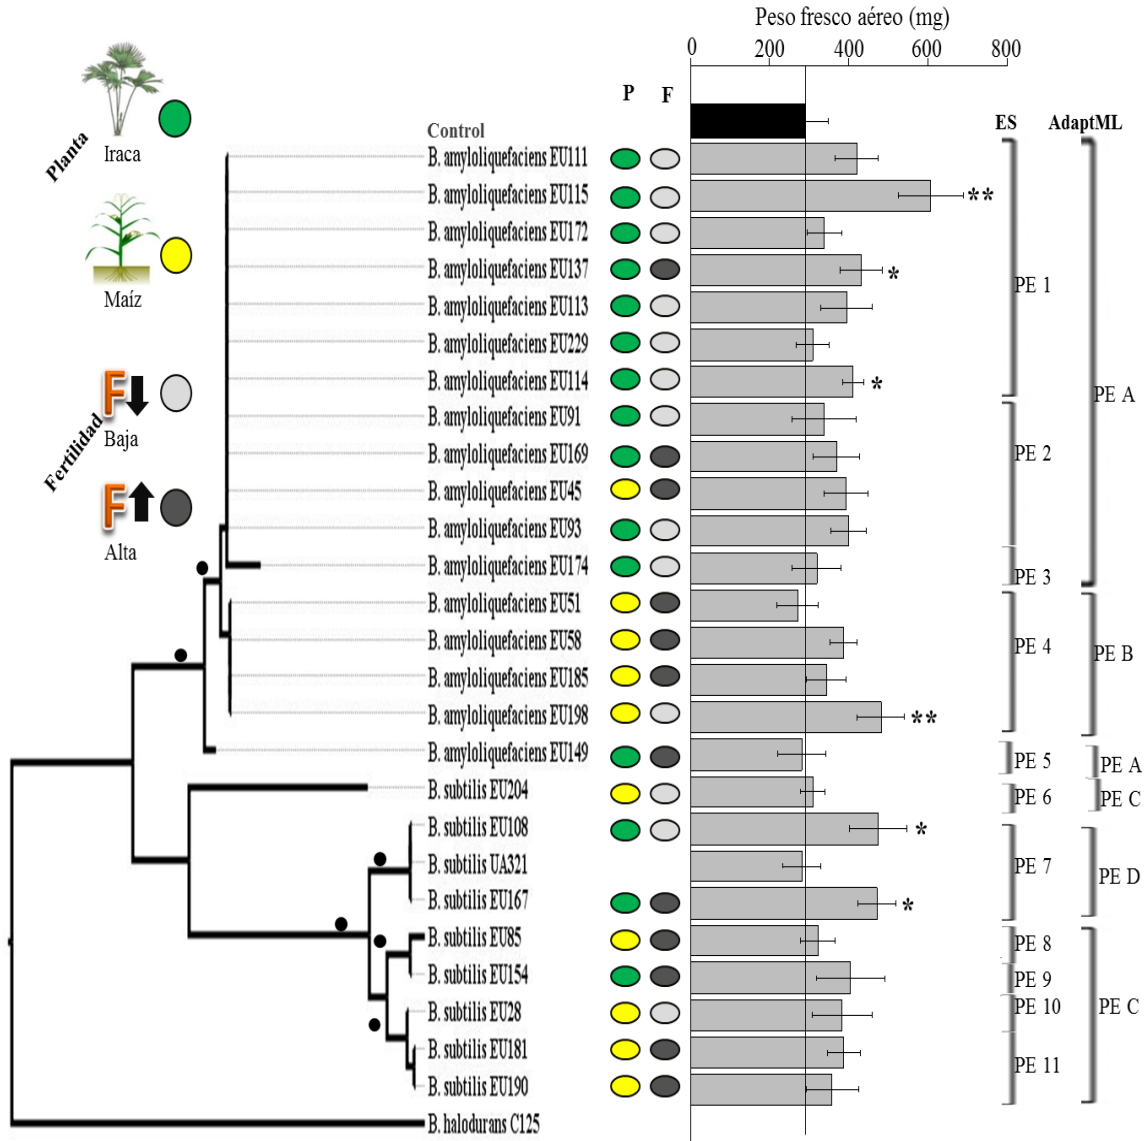 Peso fresco aéreo (mg)
0 200 400 600 800
P F
ES AdaptML
Planta
Iraca
Maíz
Fertilidad
F
Baja
F
Alta
Control
B. amyloliquefaciens EU111
B. amyloliquefaciens EU115 **
B. amyloliquefaciens EU172
B. amyloliquefaciens EU137 * PE 1
B. amyloliquefaciens EU113
B. amyloliquefaciens EU229
B. amyloliquefaciens EU114 * PE A
B. amyloliquefaciens EU91
B. amyloliquefaciens EU169 PE 2
B. amyloliquefaciens EU45
B. amyloliquefaciens EU93
B. amyloliquefaciens EU174 PE 3
B. amyloliquefaciens EU51
B. amyloliquefaciens EU58 PE 4 PE B
B. amyloliquefaciens EU185
B. amyloliquefaciens EU198 **
B. amyloliquefaciens EU149 PE 5 PE A
B. subtilis EU204 PE 6 PE C
B. subtilis EU108 *
B. subtilis UA321 PE 7 PE D
B. subtilis EU167 *
B. subtilis EU85 PE 8
B. subtilis EU154 PE 9
B. subtilis EU28 PE 10 PE C
B. subtilis EU181 PE 11
B. subtilis EU190
B. halodurans C125